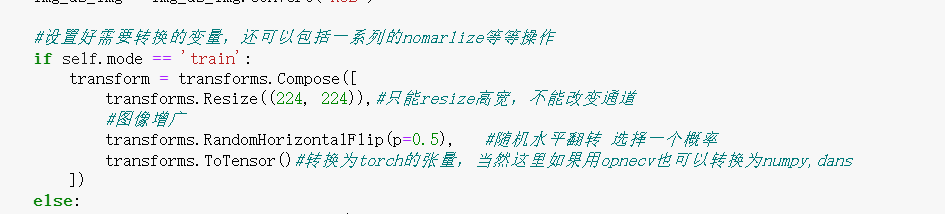 #设置好需要转换的变量，还可以包括一系列的nomarlize等等操作
if self.mode == 'train':
transform = transforms.Compose([
transforms.Resize((224, 224)),#只能resize高宽，不能改变通道
#图像增广
transforms.RandomHorizontalFlip(p=0.5), #随机水平翻转 选择一个概率
transforms.ToTensor()#转换为torch的张量，当然这里如果用opnecv也可以转换为numpy,dans
])
else: